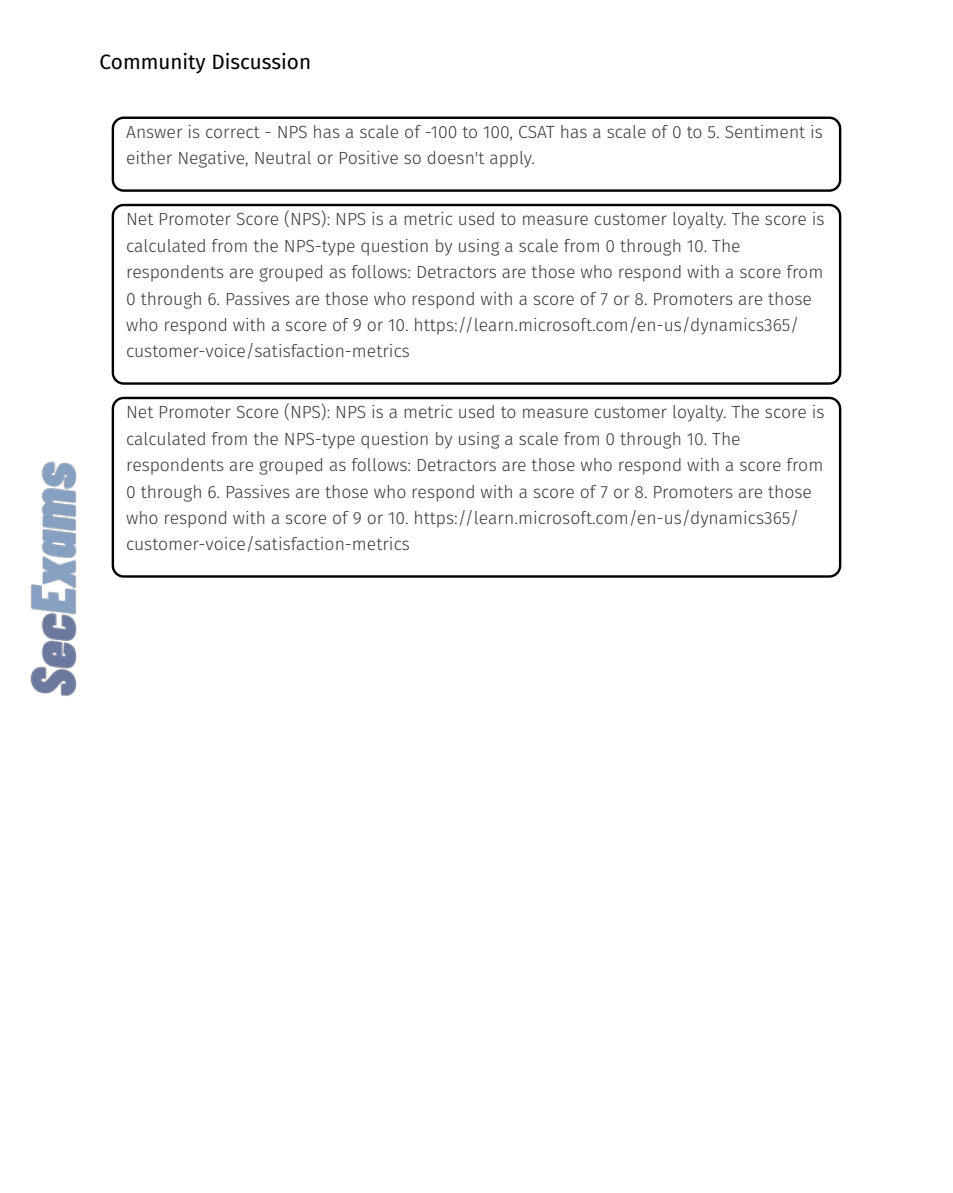 Community Discussion
Answer is correct - NPS has a scale of -100 to 100, CSAT has a scale of 0 to 5. Sentiment is
either Negative, Neutral or Positive so doesn't apply.
Net Promoter Score (NPS): NPS is a metric used to measure customer loyalty. The score is
calculated from the NPS-type question by using a scale from 0 through 10. The
respondents are grouped as follows: Detractors are those who respond with a score from
0 through 6. Passives are those who respond with a score of 7 or 8. Promoters are those
who respond with a score of 9 or 10. https://learn.microsoft.com/en-us/dynamics365/
customer-voice/satisfaction-metrics
Net Promoter Score (NPS): NPS is a metric used to measure customer loyalty. The score is
calculated from the NPS-type question by using a scale from 0 through 10. The
respondents are grouped as follows: Detractors are those who respond with a score from
0 through 6. Passives are those who respond with a score of 7 or 8. Promoters are those
who respond with a score of 9 or 10. https://learn.microsoft.com/en-us/dynamics365/
customer-voice/satisfaction-metrics
SecExams